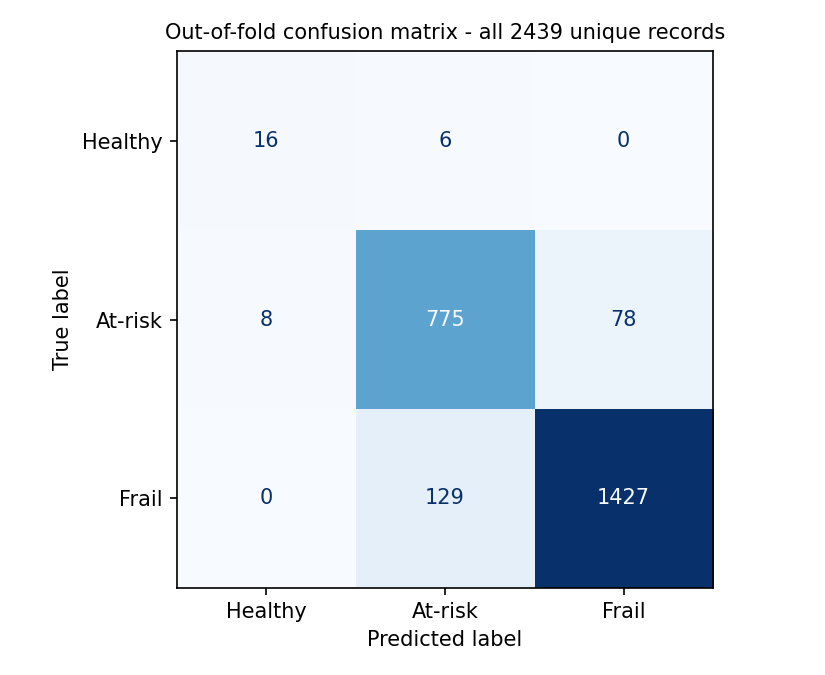 Out-of-fold confusion matrix - all 2439 unique records
Healthy 16 6 0
At-risk 8 775 78
Frail 0 129 1427
Healthy At-risk Frail
Predicted label
True label